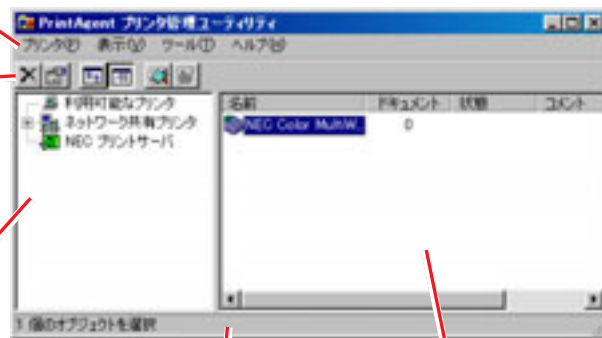 PrintAgent プリンタ管理ユーティリティ
プリンタ(P) 表示(V) ツール(T) ヘルプ(H)
利用可能なプリンタ
ネットワーク共有プリンタ
NEC プリントサーバ
名前 ドキュメント 状態 コメント
NEC Color MultiW... 0
1 個のオブジェクトを選択